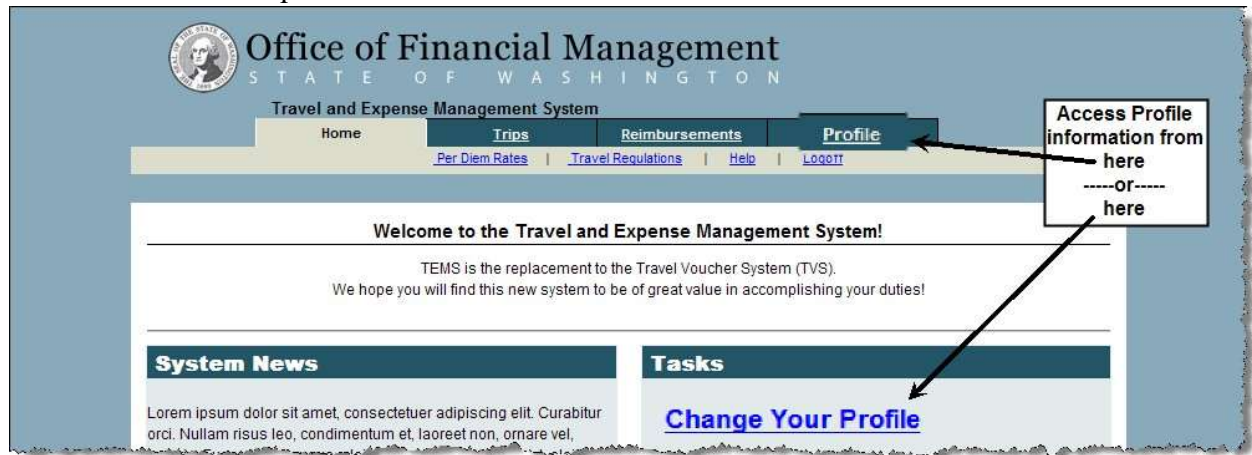 Office of Financial Management
STATE OF WASHINGTON
Travel and Expense Management System
Home Trips Reimbursements Profile
Per Diem Rates | Travel Regulations | Help | Logoff
Access Profile
information from
here
-----or-----
here
Welcome to the Travel and Expense Management System!
TEMS is the replacement to the Travel Voucher System (TVS).
We hope you will find this new system to be of great value in accomplishing your duties!
System News
Lorem ipsum dolor sit amet, consectetuer adipiscing elit. Curabitur
orci. Nullam risus leo, condimentum et, laoreet non, ornare vel,
Tasks
Change Your Profile